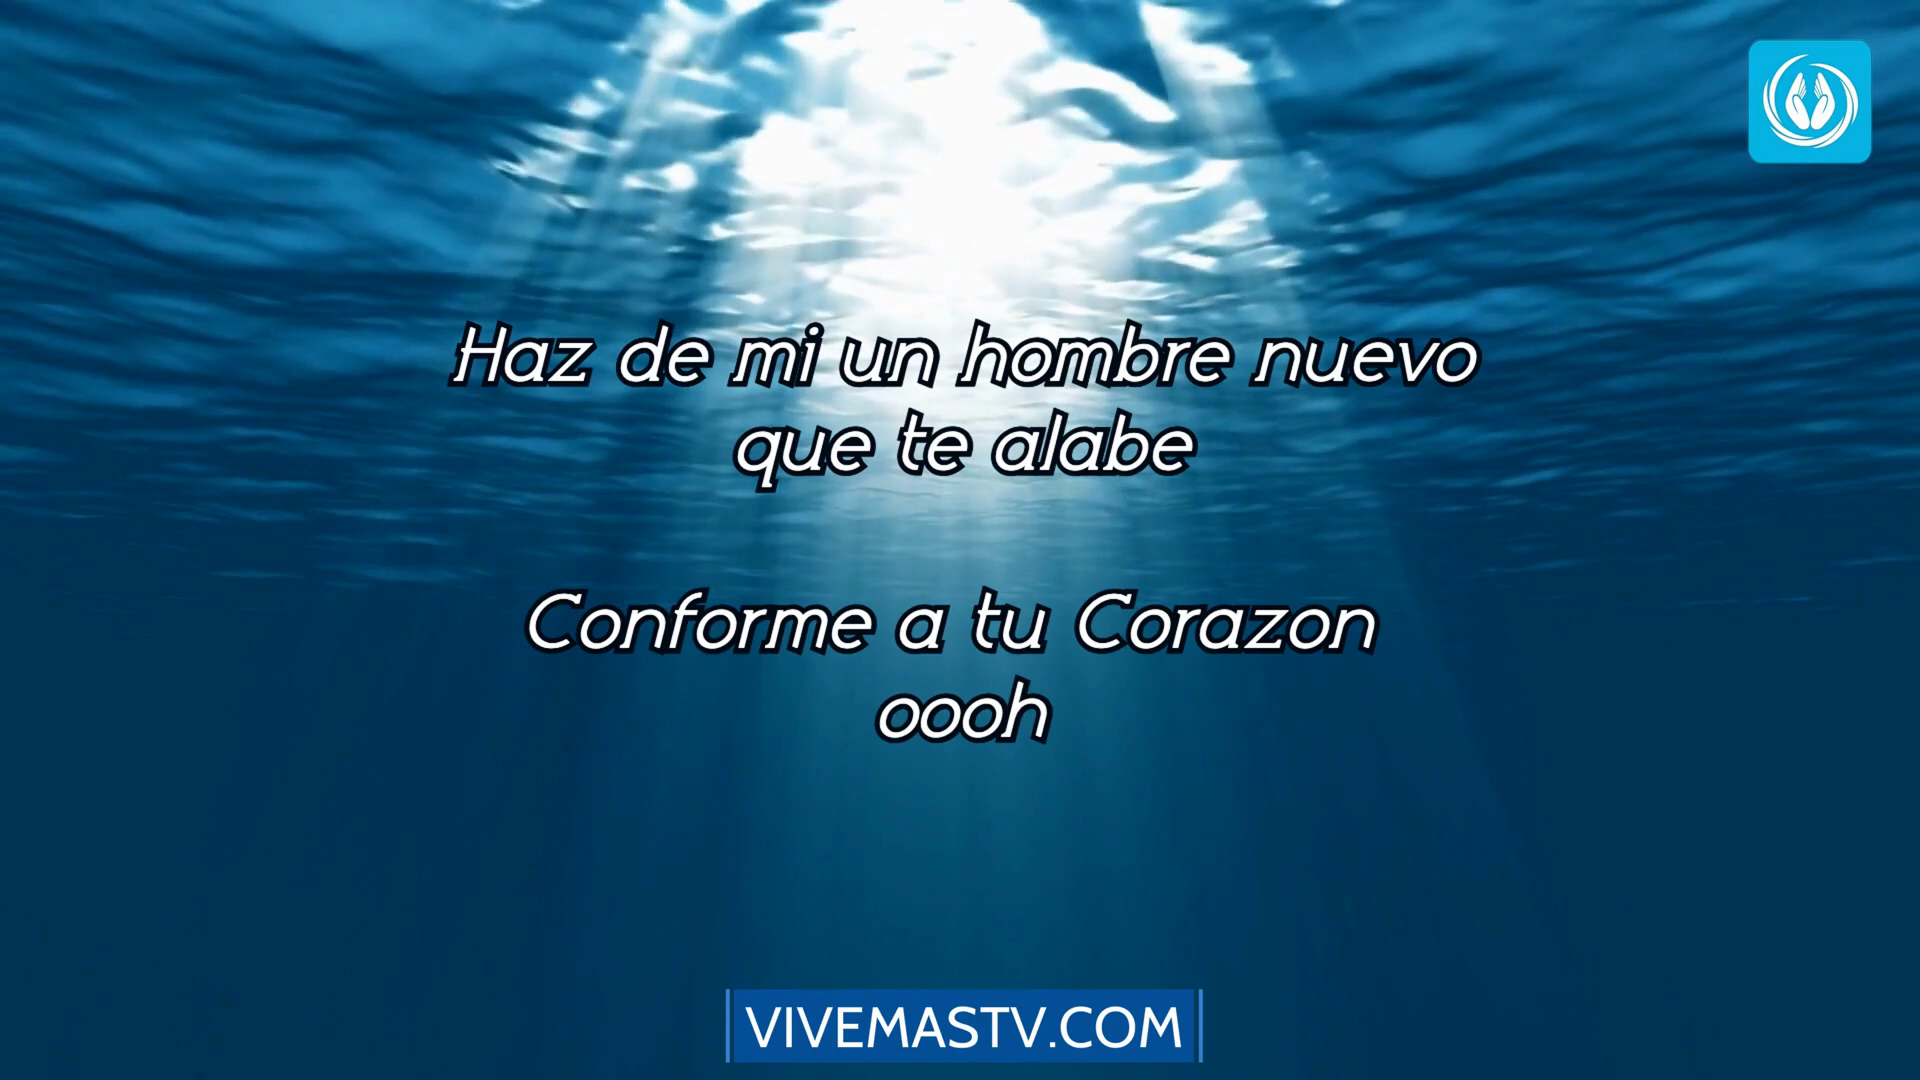 Haz de mi un hombre nuevo
que te alabe
Conforme a tu Corazon
oooh
VIVEMASTV.COM